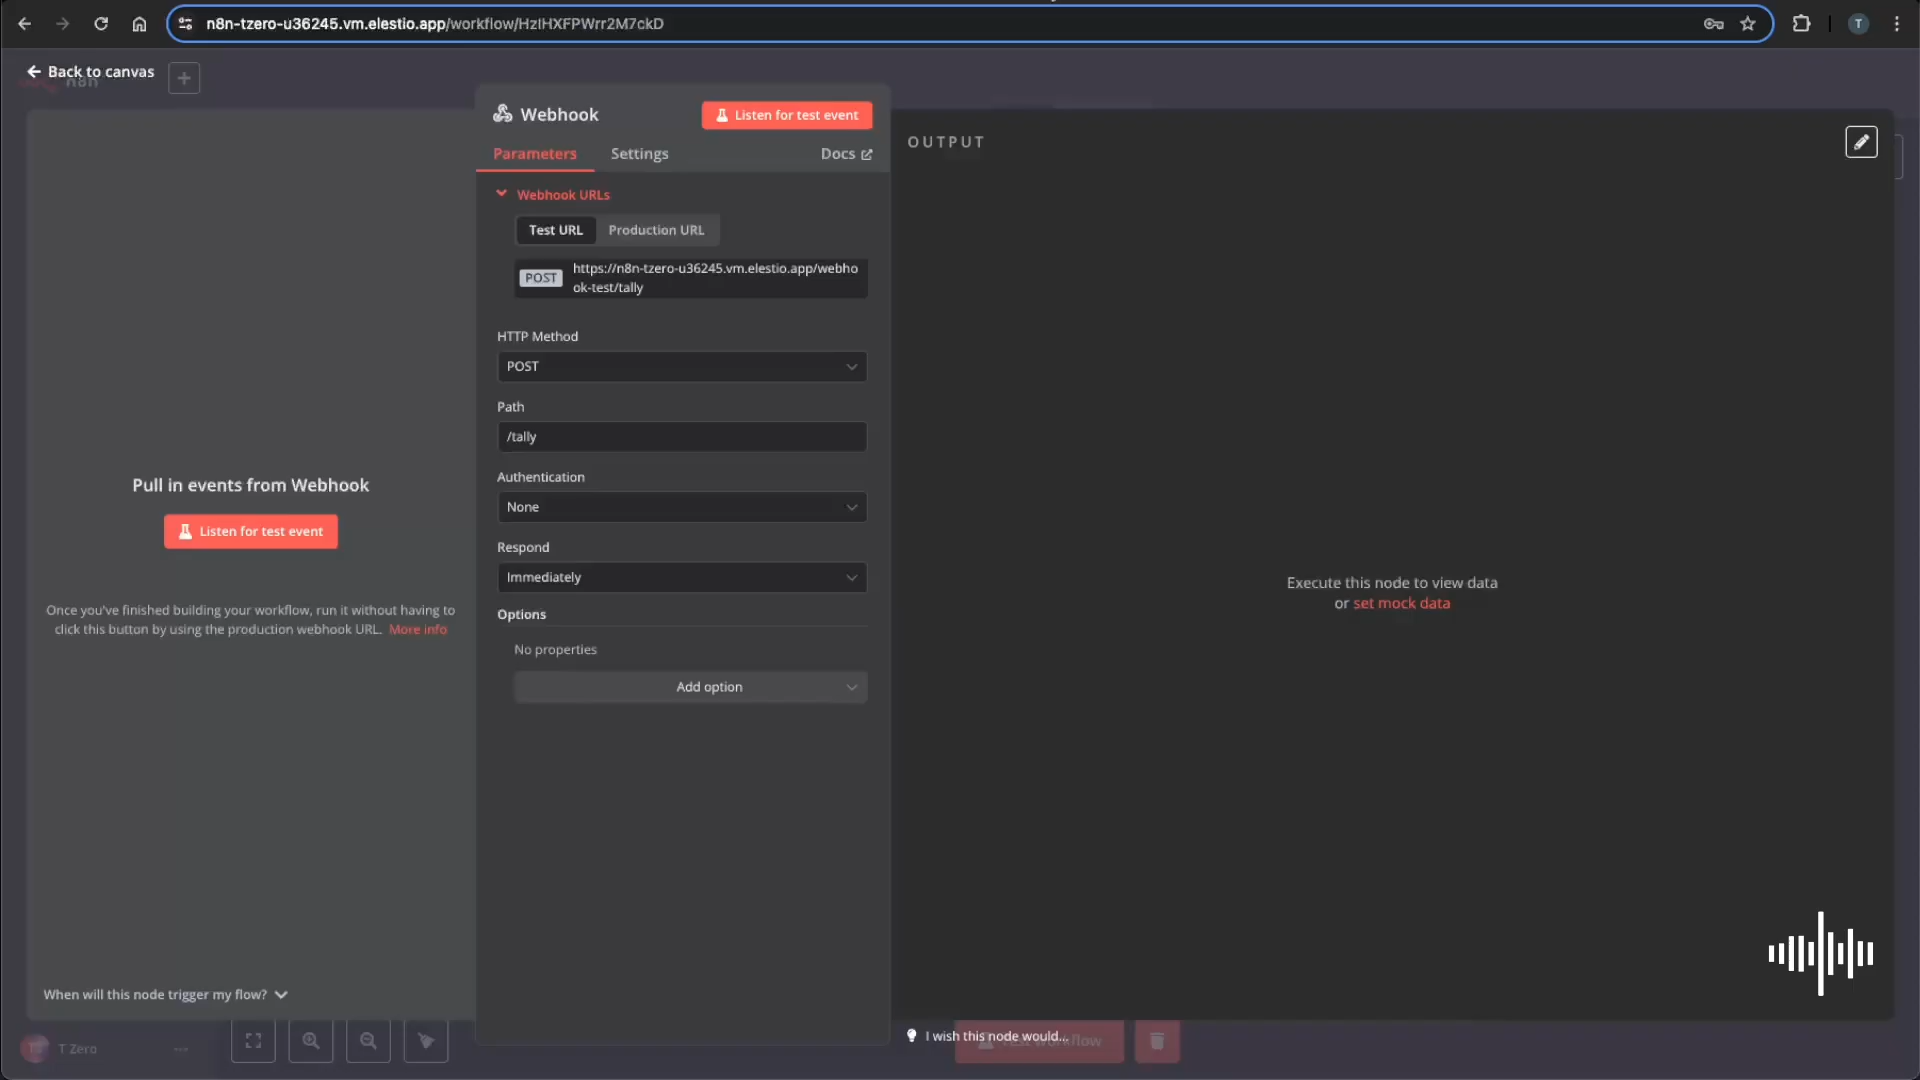 n8n-tzero-u36245.vm.elestio.app/workflow/HzIHXFPWrr2M7ckD
T
Back to canvas
n8n
Webhook
Listen for test event
Parameters
Settings
Docs
OUTPUT
Webhook URLs
Test URL
Production URL
POST
https://n8n-tzero-u36245.vm.elestio.app/webho
ok-test/tally
HTTP Method
POST
Path
/tally
Authentication
None
Respond
Immediately
Options
No properties
Add option
Pull in events from Webhook
Listen for test event
Once you've finished building your workflow, run it without having to
click this button by using the production webhook URL. More info
Execute this node to view data
or set mock data
When will this node trigger my flow?
I wish this node would...
T Zero